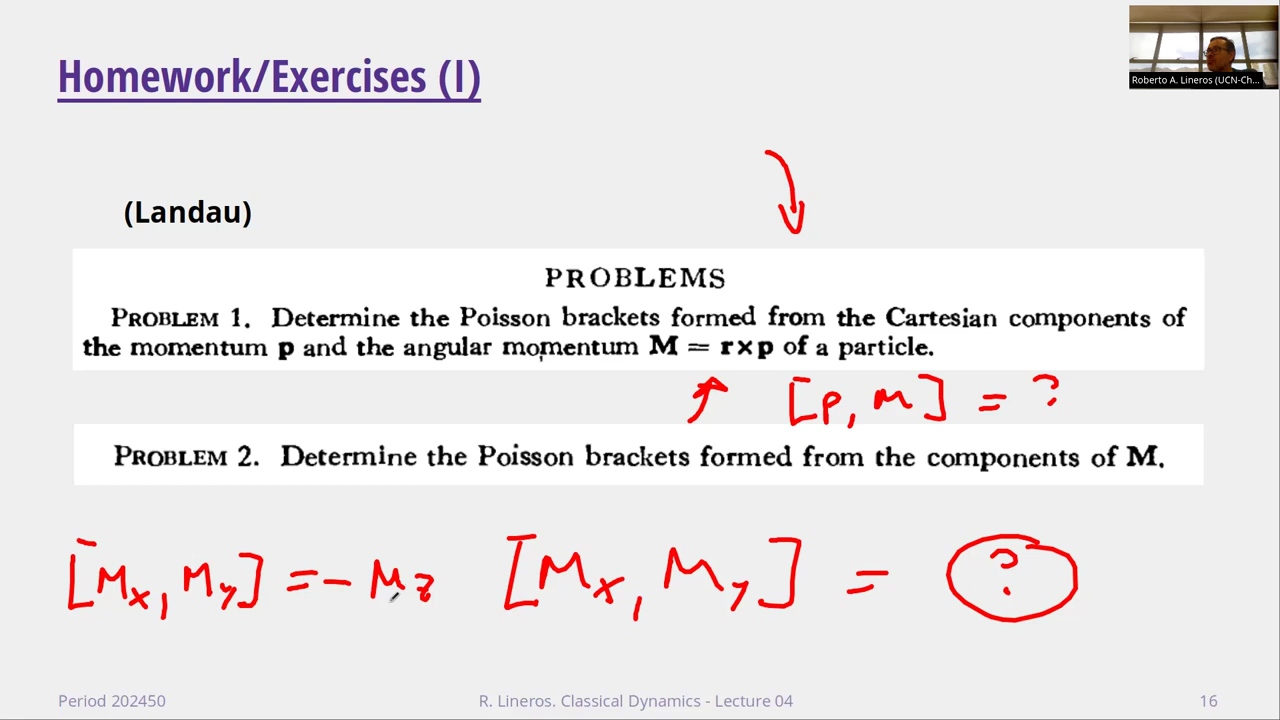 Homework/Exercises (I)
Roberto A. Lineros (UCN-Ch...
(Landau)
PROBLEMS
PROBLEM 1. Determine the Poisson brackets formed from the Cartesian components of
the momentum p and the angular momentum M = r×p of a particle.
[p, M] = ?
PROBLEM 2. Determine the Poisson brackets formed from the components of M.
[Mx, My] = - Mz [Mx, My] = ?
Period 202450 R. Lineros. Classical Dynamics - Lecture 04 16